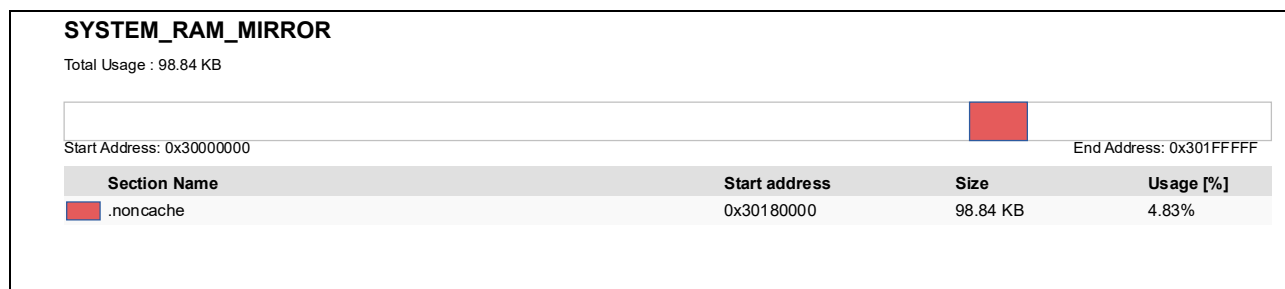 SYSTEM_RAM_MIRROR
Total Usage : 98.84 KB
Start Address: 0x30000000 End Address: 0x301FFFFF
Section Name Start address Size Usage [%]
.noncache 0x30180000 98.84 KB 4.83%